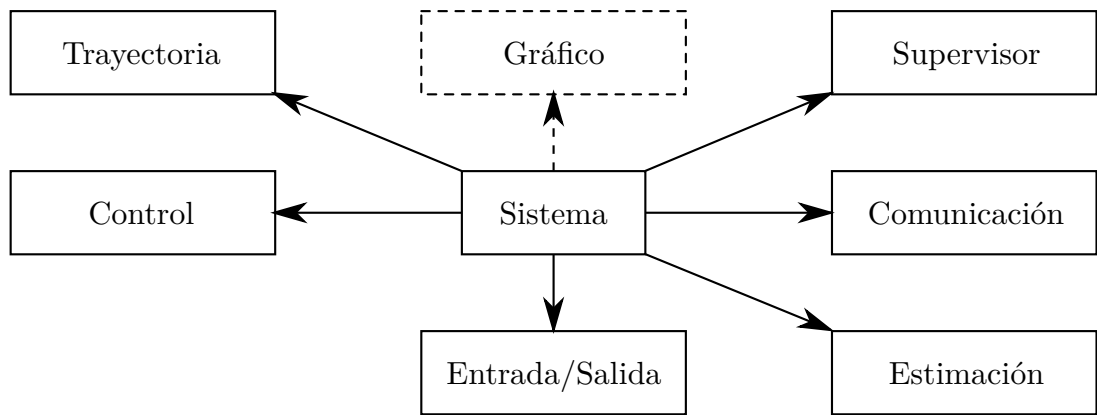 Trayectoria
Gráfico
Supervisor
Control
Sistema
Comunicación
Entrada/Salida
Estimación